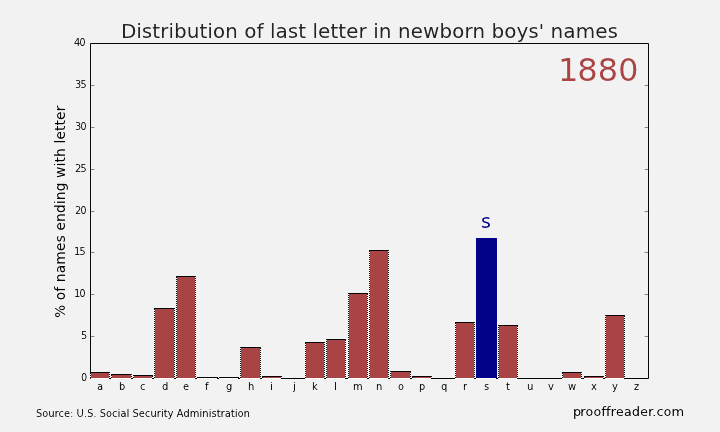 Distribution of last letter in newborn boys' names
1880
% of names ending with letter
40
35
30
25
20
15
10
5
0
s
a b c d e f g h i j k l m n o p q r s t u v w x y z
Source: U.S. Social Security Administration
prooffreader.com